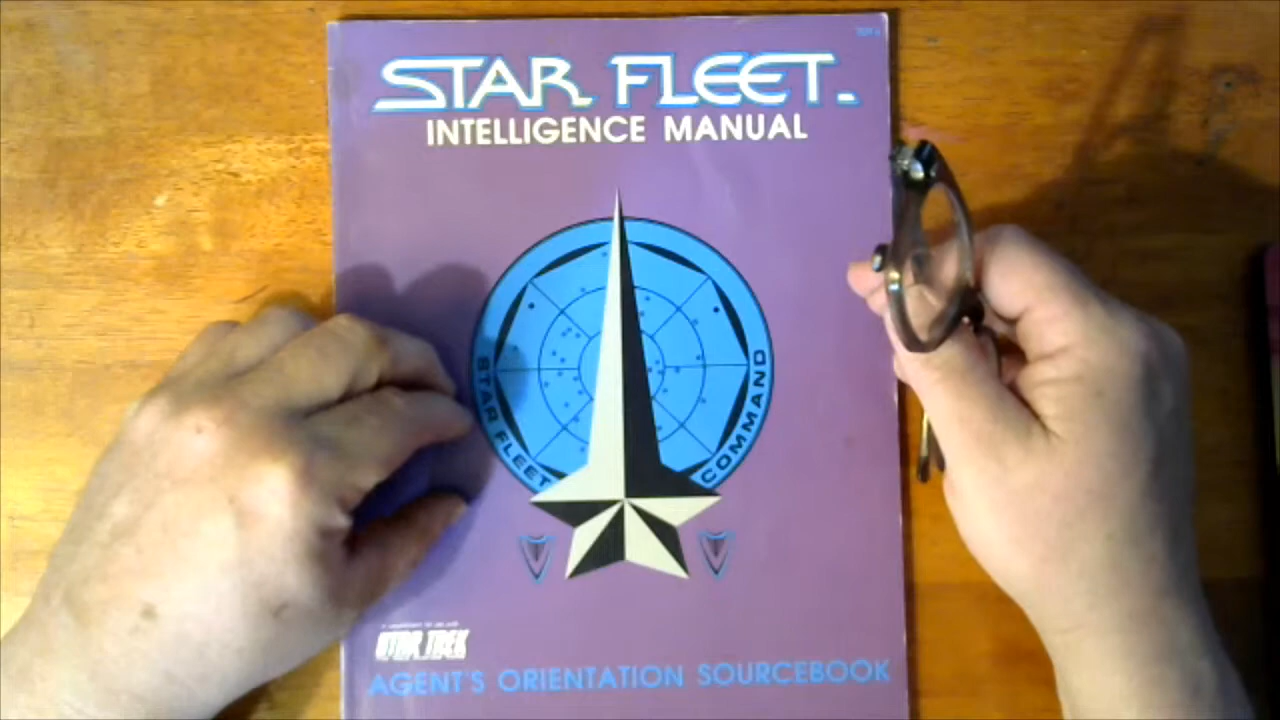 STAR FLEET
INTELLIGENCE MANUAL
STAR FLEET
COMMAND
STAR TREK
AGENT'S ORIENTATION SOURCEBOOK